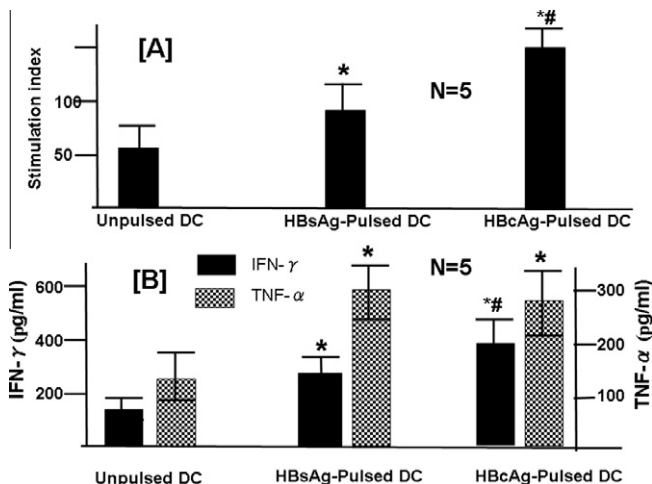 [A]
Stimulation index
100
50
*
N=5
*#
Unpulsed DC
HBsAg-Pulsed DC
HBcAg-Pulsed DC
[B]
IFN-γ
TNF-α
N=5
IFN-γ (pg/ml)
600
400
200
*
*
*#
*
300
200
100
TNF-α (pg/ml)
Unpulsed DC
HBsAg-Pulsed DC
HBcAg-Pulsed DC